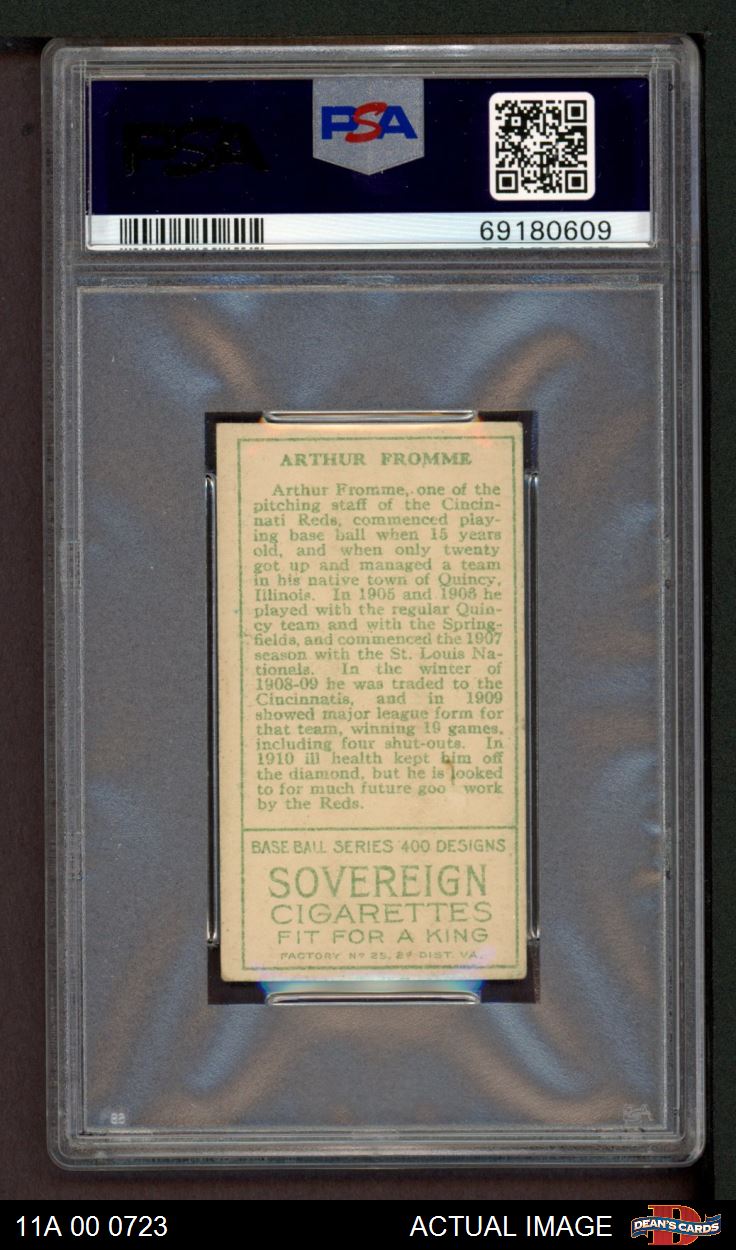 PSA
PSA
69180609
ARTHUR FROMME
Arthur Fromme, one of the
pitching staff of the Cincin-
nati Reds, commenced play-
ing base ball when 15 years
old, and when only twenty
got up and managed a team
in his native town of Quincy,
Illinois. In 1905 and 1906 he
played with the regular Quin-
cy team and with the Spring-
fields, and commenced the 1907
season with the St. Louis Na-
tionals. In the winter of
1908-09 he was traded to the
Cincinnatis, and in 1909
showed major league form for
that team, winning 19 games,
including four shut-outs. In
1910 ill health kept him off
the diamond, but he is looked
to for much future goo work
by the Reds.
BASE BALL SERIES 400 DESIGNS
SOVEREIGN
CIGARETTES
FIT FOR A KING
FACTORY Nº 25, 2ᵈ DIST. VA.
11A 00 0723
ACTUAL IMAGE
DEAN'S CARDS